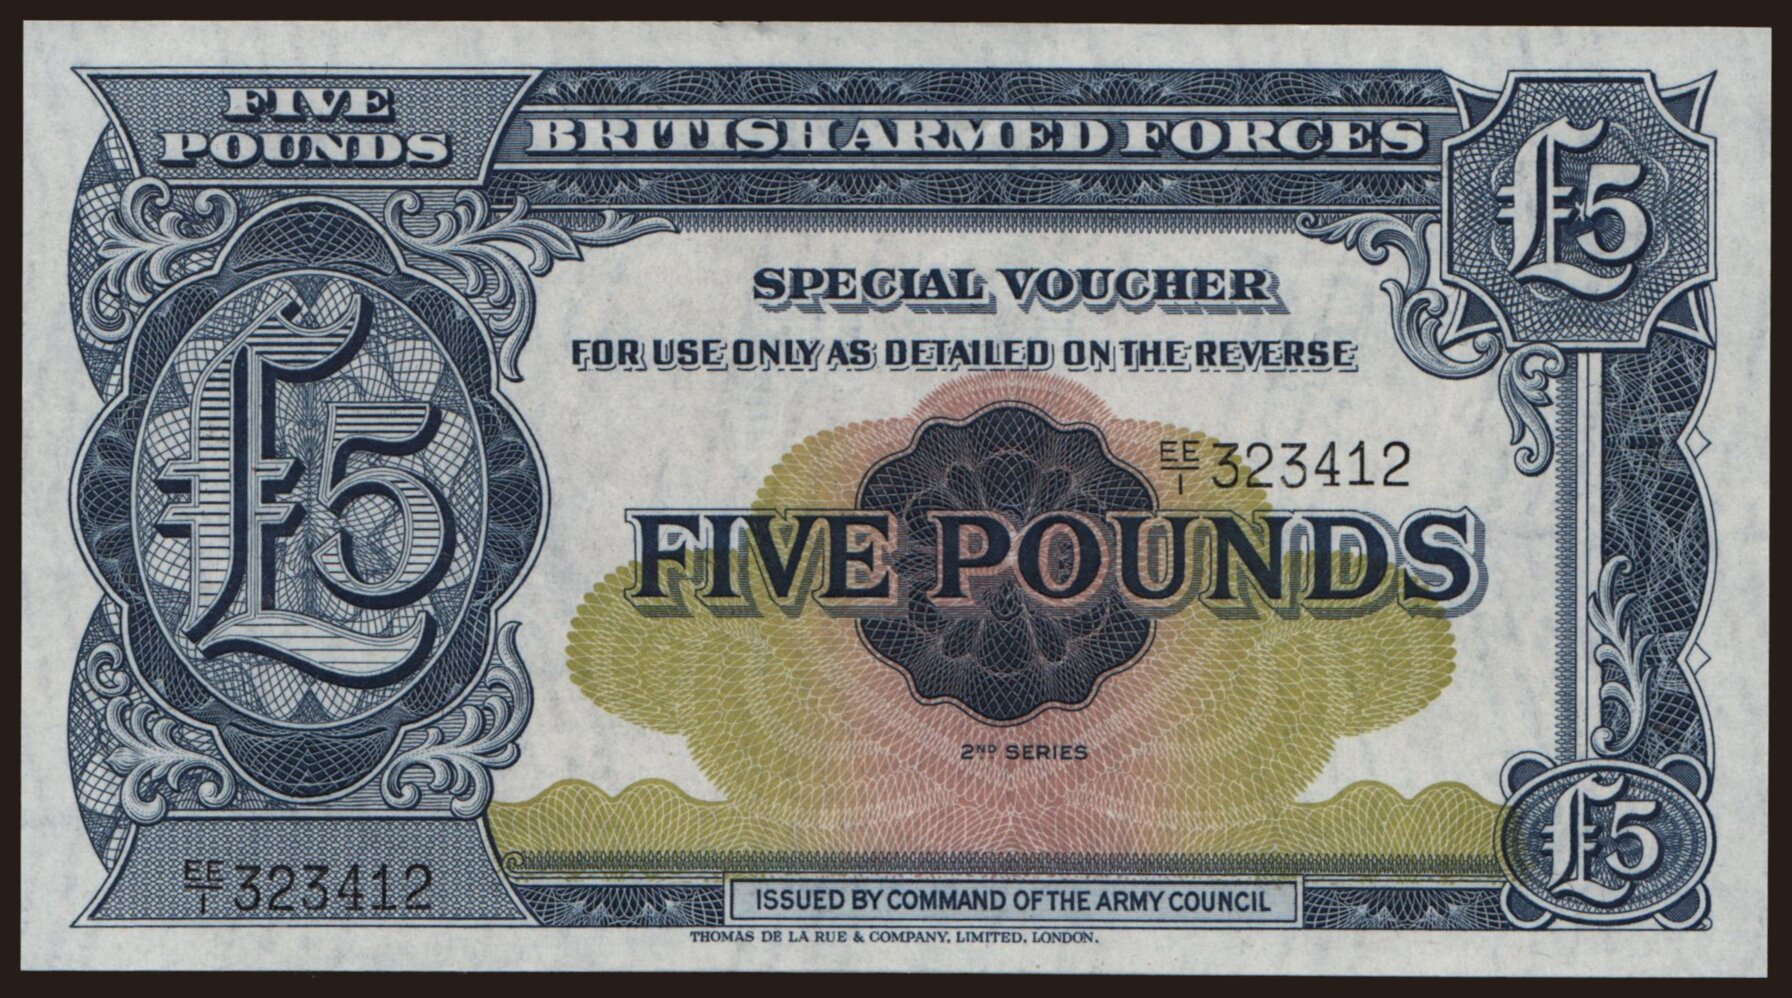 FIVE
POUNDS
BRITISH ARMED FORCES
£5
SPECIAL VOUCHER
FOR USE ONLY AS DETAILED ON THE REVERSE
£5
EE/1 323412
FIVE POUNDS
2ND SERIES
£5
EE/1 323412
ISSUED BY COMMAND OF THE ARMY COUNCIL
THOMAS DE LA RUE & COMPANY, LIMITED, LONDON.